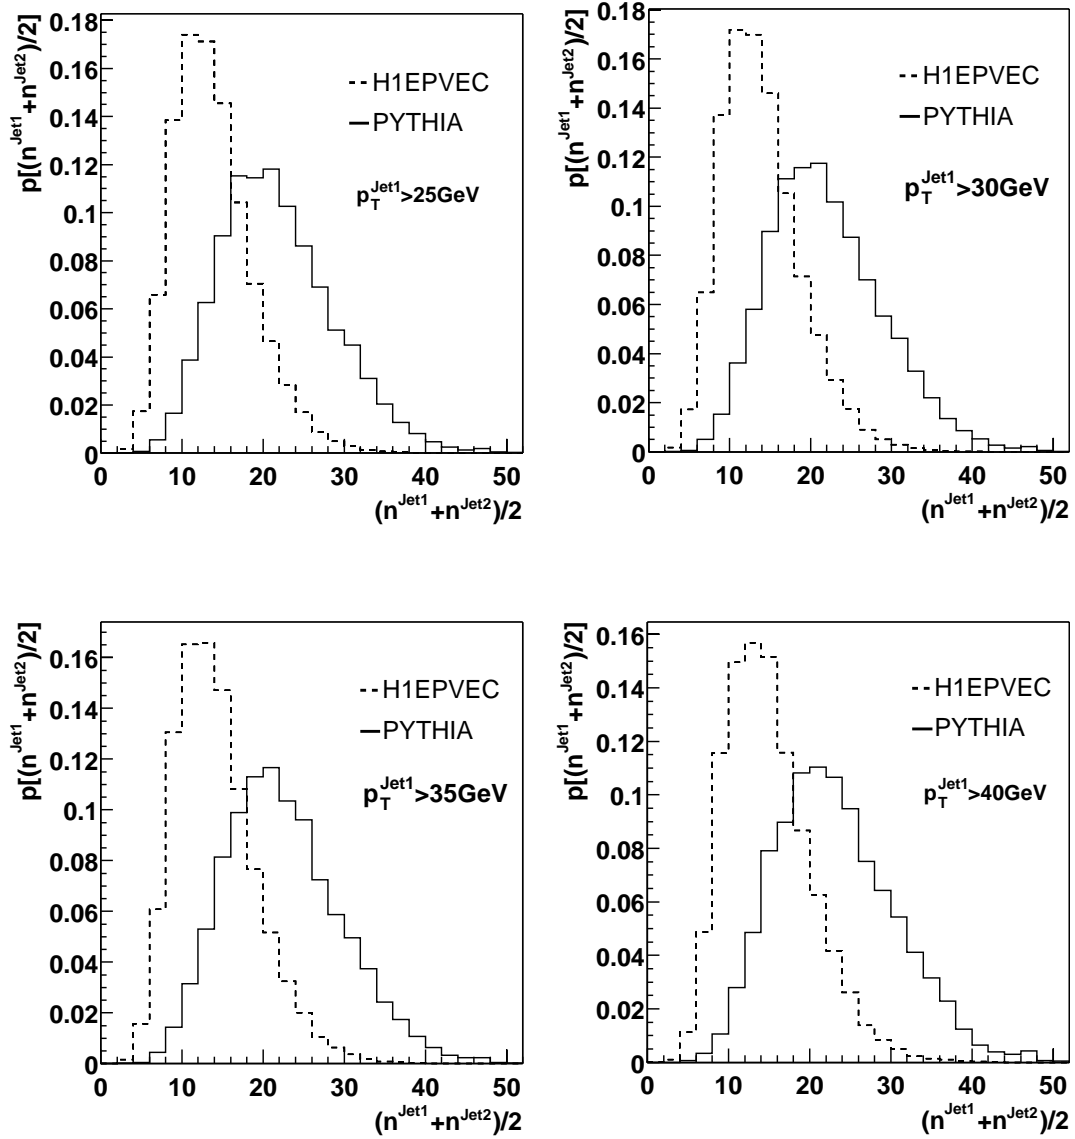 p[(n^Jet1+n^Jet2)/2]
0.18
0.16
0.14
0.12
0.1
0.08
0.06
0.04
0.02
0
H1EPVEC
PYTHIA
p_T^Jet1>25GeV
0 10 20 30 40 50
(n^Jet1+n^Jet2)/2
p[(n^Jet1+n^Jet2)/2]
0.18
0.16
0.14
0.12
0.1
0.08
0.06
0.04
0.02
0
H1EPVEC
PYTHIA
p_T^Jet1>30GeV
0 10 20 30 40 50
(n^Jet1+n^Jet2)/2
p[(n^Jet1+n^Jet2)/2]
0.16
0.14
0.12
0.1
0.08
0.06
0.04
0.02
0
H1EPVEC
PYTHIA
p_T^Jet1>35GeV
0 10 20 30 40 50
(n^Jet1+n^Jet2)/2
p[(n^Jet1+n^Jet2)/2]
0.16
0.14
0.12
0.1
0.08
0.06
0.04
0.02
0
H1EPVEC
PYTHIA
p_T^Jet1>40GeV
0 10 20 30 40 50
(n^Jet1+n^Jet2)/2